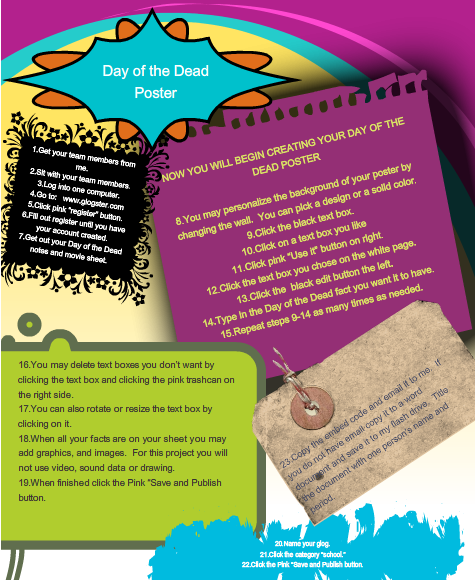 Day of the Dead
Poster
1.Get your team members from
me.
2.Sit with your team members.
3.Log into one computer.
4.Go to: www.glogster.com
5.Click pink "register" button.
6.Fill out register until you have
your account created.
7.Get out your Day of the Dead
notes and movie sheet.
NOW YOU WILL BEGIN CREATING YOUR DAY OF THE
DEAD POSTER
8.You may personalize the background of your poster by
changing the wall. You can pick a design or a solid color.
9.Click the black text box.
10.Click on a text box you like
11.Click pink "Use it" button on right.
12.Click the text box you chose on the white page.
13.Click the black edit button the left.
14.Type in the Day of the Dead fact you want it to have.
15.Repeat steps 9-14 as many times as needed.
16.You may delete text boxes you don't want by
clicking the text box and clicking the pink trashcan on
the right side.
17.You can also rotate or resize the text box by
clicking on it.
18.When all your facts are on your sheet you may
add graphics, and images. For this project you will
not use video, sound data or drawing.
19.When finished click the Pink "Save and Publish
button.
23.Copy the embed code and email it to me. If
you do not have email copy it to a word
document and save it to my flash drive. Title
the document with one person's name and
period.
20.Name your glog.
21.Click the category "school."
22.Click the Pink "Save and Publish button.